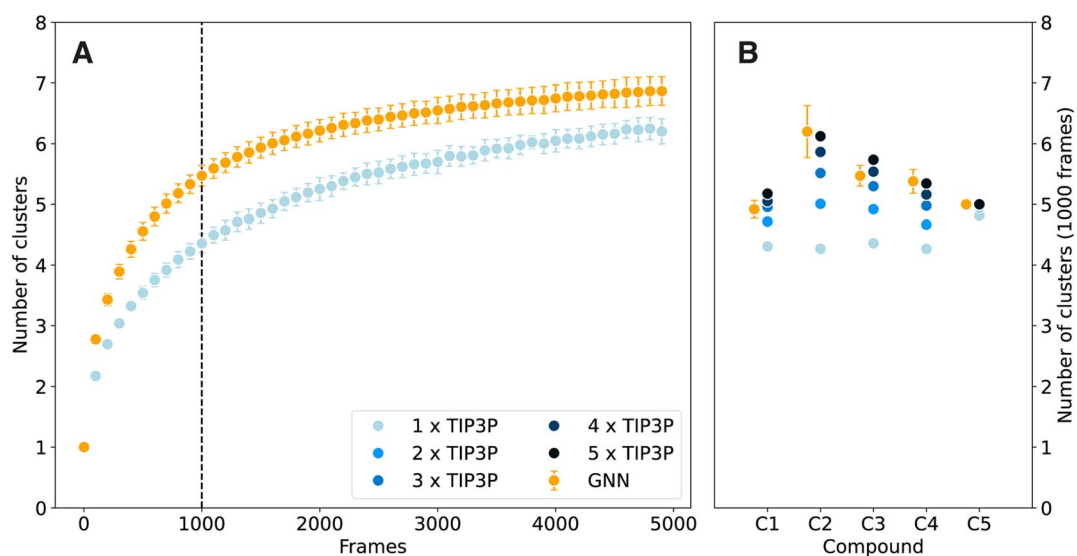 A
Number of clusters
8
7
6
5
4
3
2
1
0
0 1000 2000 3000 4000 5000
Frames
1 x TIP3P
2 x TIP3P
3 x TIP3P
4 x TIP3P
5 x TIP3P
GNN
B
8
7
6
5
4
3
2
1
0
Number of clusters (1000 frames)
C1 C2 C3 C4 C5
Compound